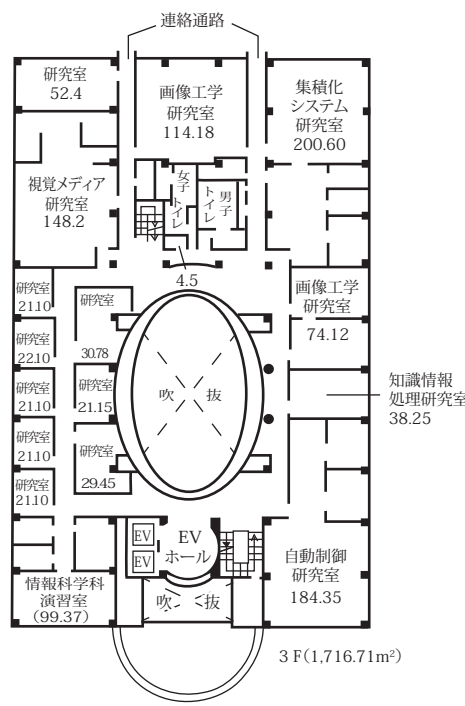 連絡通路
研究室
52.4
画像工学
研究室
114.18
集積化
システム
研究室
200.60
視覚メディア
研究室
148.2
女子
トイレ
男子
トイレ
4.5
研究室
21.10
研究室
30.78
画像工学
研究室
74.12
研究室
22.10
研究室
21.10
研究室
21.15
吹 抜
知識情報
処理研究室
38.25
研究室
21.10
研究室
29.45
研究室
21.10
EV
EV
EV
ホール
情報科学科
演習室
(99.37)
吹 抜
自動制御
研究室
184.35
3 F(1,716.71m²)